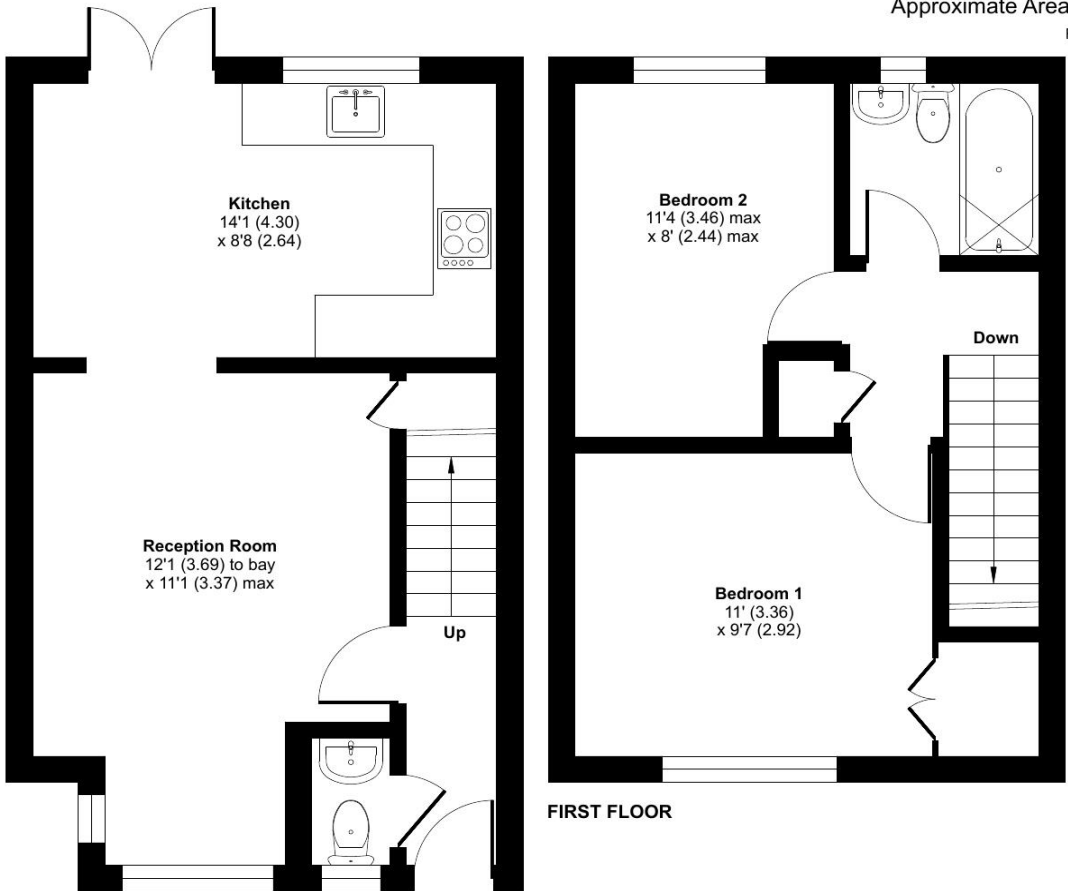 Approximate Area
Kitchen
14'1 (4.30)
x 8'8 (2.64)
Bedroom 2
11'4 (3.46) max
x 8' (2.44) max
Down
Reception Room
12'1 (3.69) to bay
x 11'1 (3.37) max
Up
Bedroom 1
11' (3.36)
x 9'7 (2.92)
FIRST FLOOR